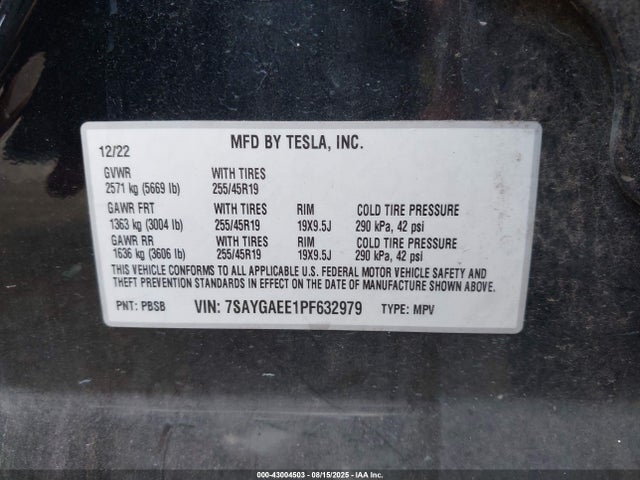 12/22 MFD BY TESLA, INC.
GVWR WITH TIRES
2571 kg (5669 lb) 255/45R19
GAWR FRT WITH TIRES RIM COLD TIRE PRESSURE
1363 kg (3004 lb) 255/45R19 19X9.5J 290 kPa, 42 psi
GAWR RR WITH TIRES RIM COLD TIRE PRESSURE
1636 kg (3606 lb) 255/45R19 19X9.5J 290 kPa, 42 psi
THIS VEHICLE CONFORMS TO ALL APPLICABLE U.S. FEDERAL MOTOR VEHICLE SAFETY AND
THEFT PREVENTION STANDARDS IN EFFECT ON THE DATE OF MANUFACTURE SHOWN ABOVE.
PNT: PBSB VIN: 7SAYGAEE1PF632979 TYPE: MPV
000-43004503 - 08/15/2025 - IAA Inc.